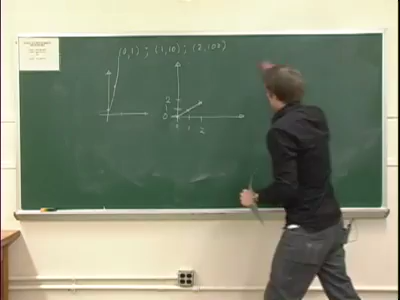 (0,1) ; (1,10) ; (2,100)
2
1
0
1 2